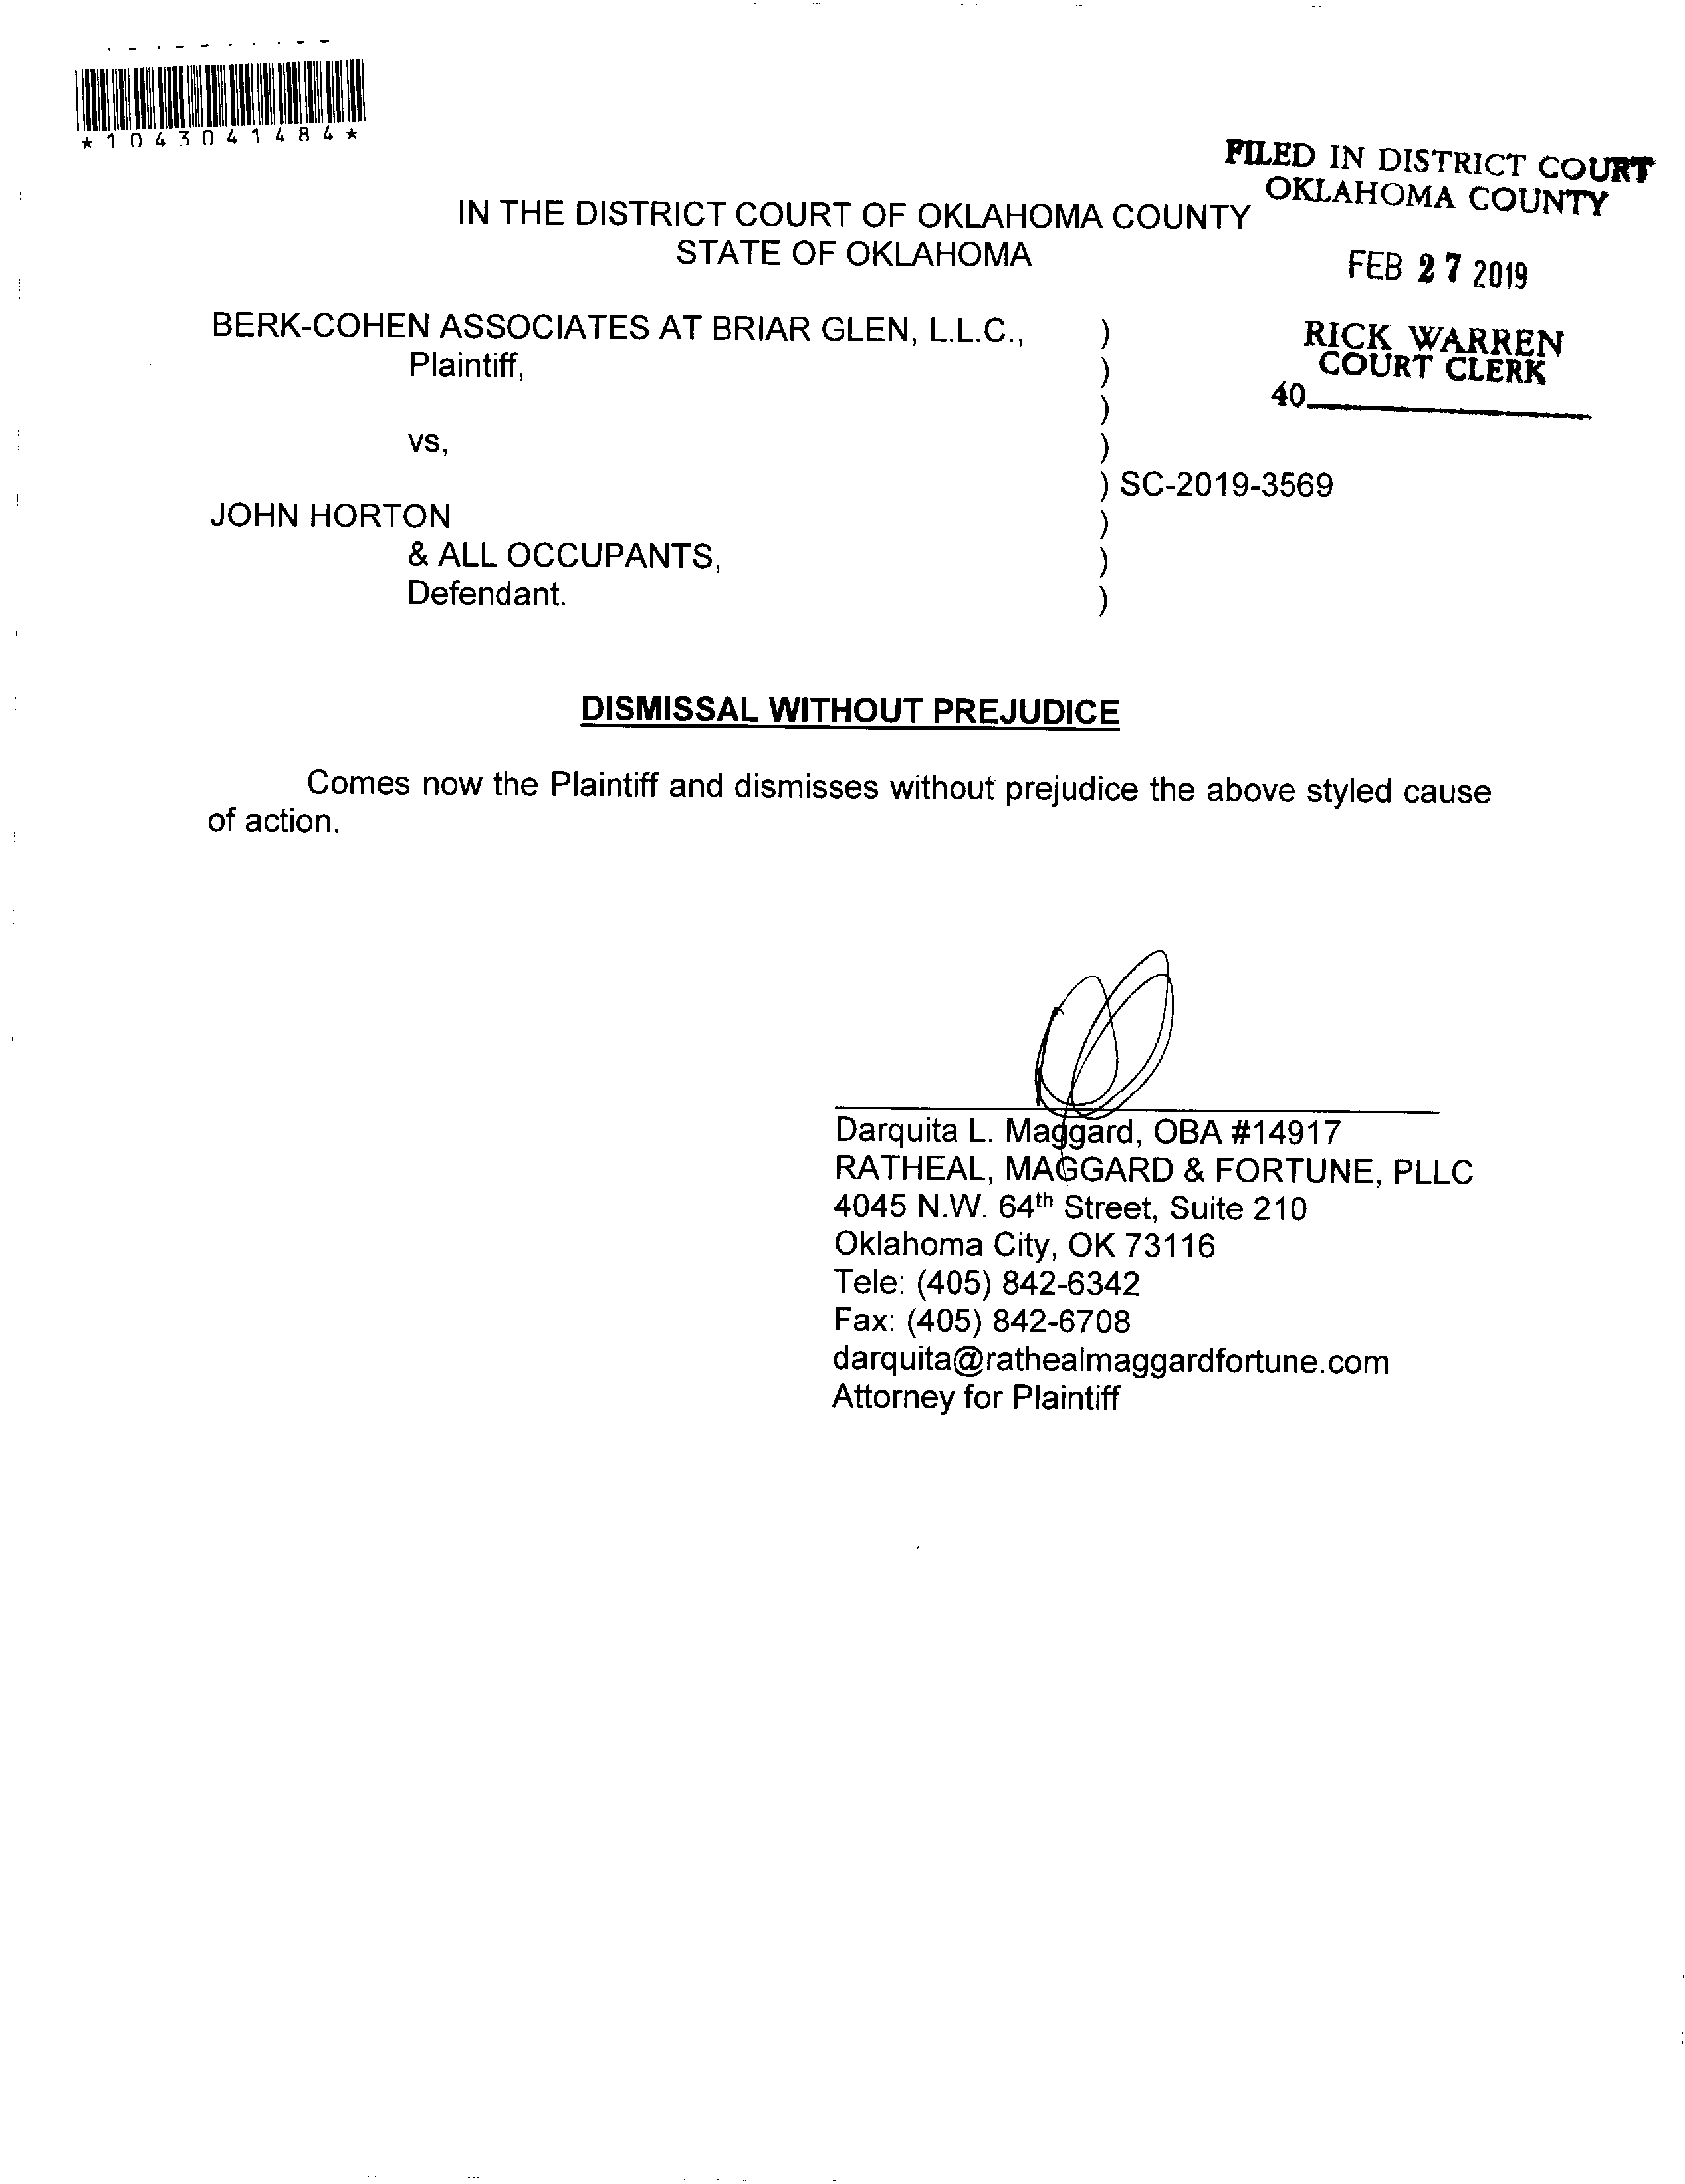 *1043041484*
FILED IN DISTRICT COURT
OKLAHOMA COUNTY
IN THE DISTRICT COURT OF OKLAHOMA COUNTY
STATE OF OKLAHOMA
FEB 27 2019
BERK-COHEN ASSOCIATES AT BRIAR GLEN, L.L.C., )
Plaintiff, )
RICK WARREN
COURT CLERK
40
)
vs, )
) SC-2019-3569
JOHN HORTON )
& ALL OCCUPANTS, )
Defendant. )
DISMISSAL WITHOUT PREJUDICE
Comes now the Plaintiff and dismisses without prejudice the above styled cause
of action.
Darquita L. Maggard, OBA #14917
RATHEAL, MAGGARD & FORTUNE, PLLC
4045 N.W. 64th Street, Suite 210
Oklahoma City, OK 73116
Tele: (405) 842-6342
Fax: (405) 842-6708
darquita@rathealmaggardfortune.com
Attorney for Plaintiff